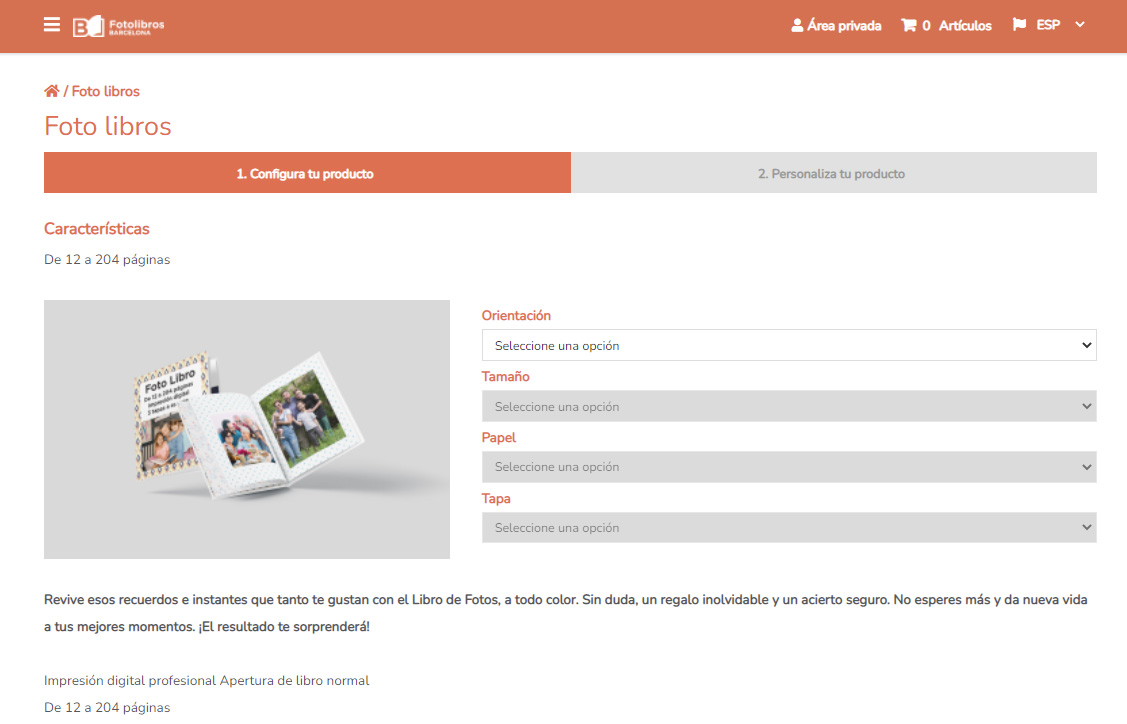 Fotolibros
BARCELONA
Área privada
0 Artículos
ESP
/ Foto libros
Foto libros
1. Configura tu producto
2. Personaliza tu producto
Características
De 12 a 204 páginas
Foto Libro
De 12 a 204 páginas
Impresión digital
Orientación
Seleccione una opción
Tamaño
Seleccione una opción
Papel
Seleccione una opción
Tapa
Seleccione una opción
Revive esos recuerdos e instantes que tanto te gustan con el Libro de Fotos, a todo color. Sin duda, un regalo inolvidable y un acierto seguro. No esperes más y da nueva vida
a tus mejores momentos. ¡El resultado te sorprenderá!
Impresión digital profesional Apertura de libro normal
De 12 a 204 páginas